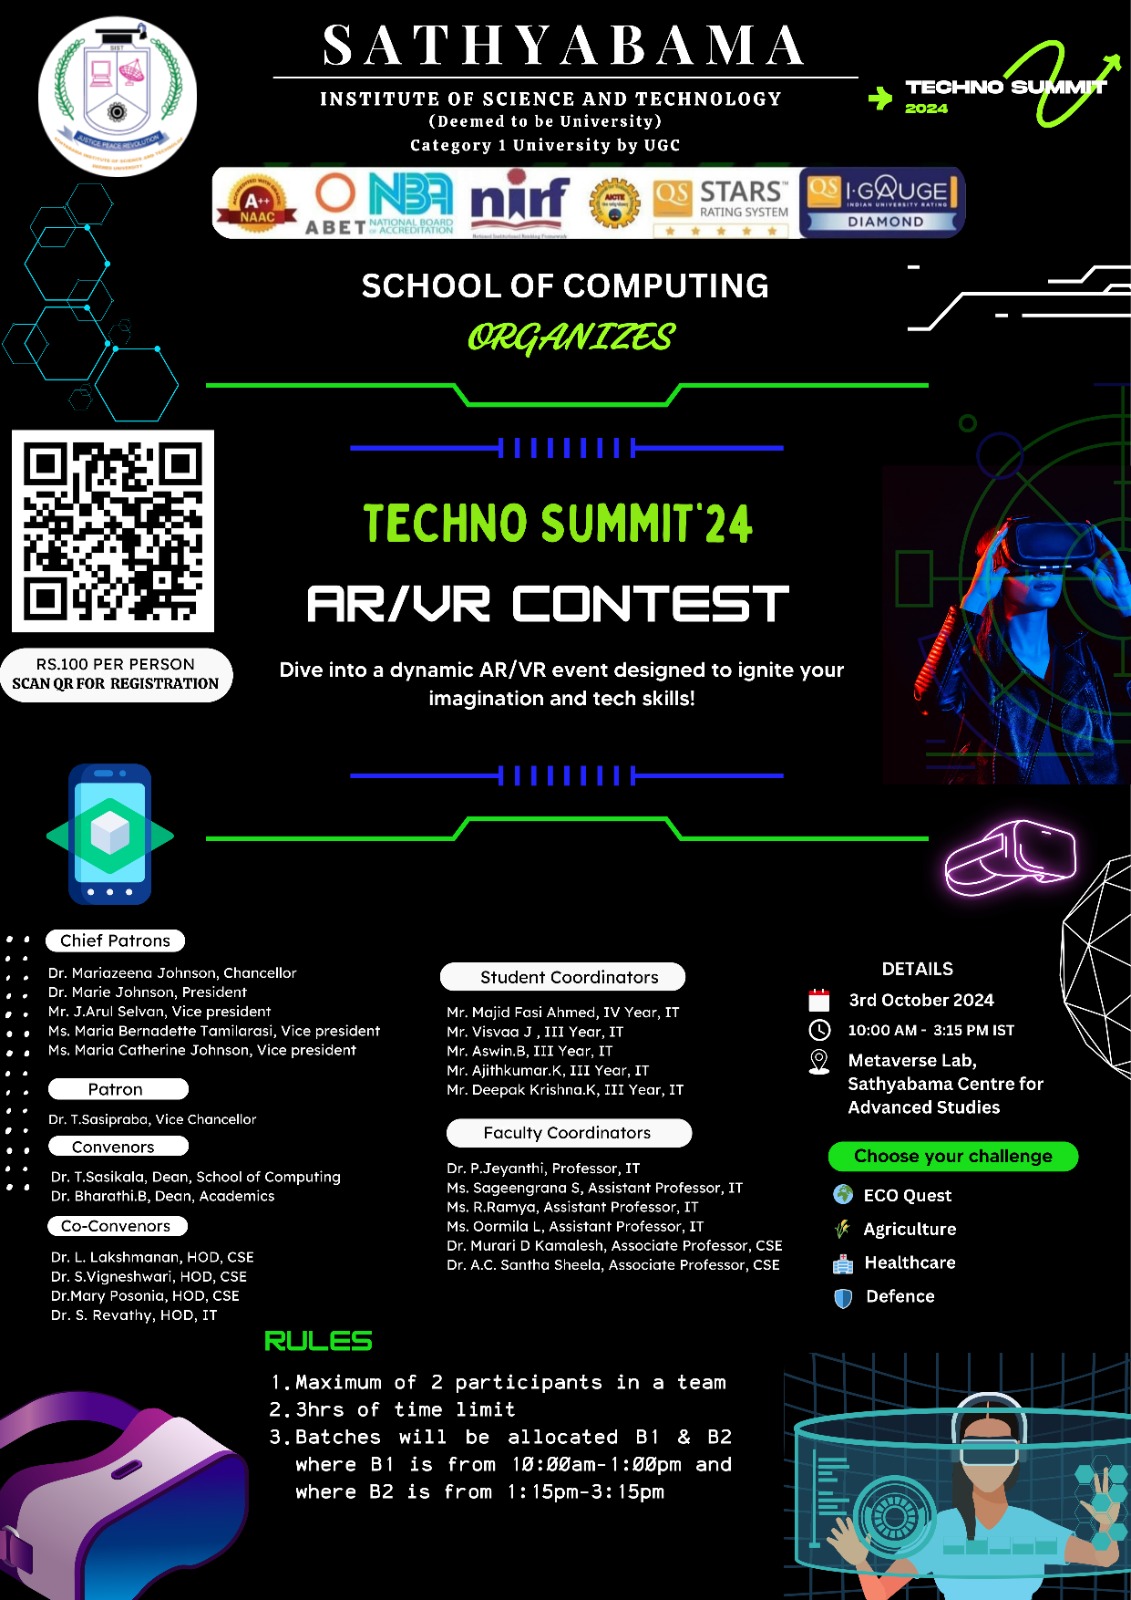 SIST
JUSTICE.PEACE.REVOLUTION
SATHYABAMA
INSTITUTE OF SCIENCE AND TECHNOLOGY
(Deemed to be University)
Category 1 University by UGC
TECHNO SUMMIT
2024
A++
NAAC
ABET
NBA
NATIONAL BOARD
OF ACCREDITATION
nirf
National Institutional Ranking Framework
AICTE
QS STARS™
RATING SYSTEM
QS I·GAUGE
INDIAN UNIVERSITY RATING
DIAMOND
SCHOOL OF COMPUTING
ORGANIZES
TECHNO SUMMIT'24
AR/VR CONTEST
Dive into a dynamic AR/VR event designed to ignite your
imagination and tech skills!
RS.100 PER PERSON
SCAN QR FOR REGISTRATION
Chief Patrons
Dr. Mariazeena Johnson, Chancellor
Dr. Marie Johnson, President
Mr. J.Arul Selvan, Vice president
Ms. Maria Bernadette Tamilarasi, Vice president
Ms. Maria Catherine Johnson, Vice president
Patron
Dr. T.Sasipraba, Vice Chancellor
Convenors
Dr. T.Sasikala, Dean, School of Computing
Dr. Bharathi.B, Dean, Academics
Co-Convenors
Dr. L. Lakshmanan, HOD, CSE
Dr. S.Vigneshwari, HOD, CSE
Dr.Mary Posonia, HOD, CSE
Dr. S. Revathy, HOD, IT
Student Coordinators
Mr. Majid Fasi Ahmed, IV Year, IT
Mr. Visvaa J , III Year, IT
Mr. Aswin.B, III Year, IT
Mr. Ajithkumar.K, III Year, IT
Mr. Deepak Krishna.K, III Year, IT
Faculty Coordinators
Dr. P.Jeyanthi, Professor, IT
Ms. Sageengrana S, Assistant Professor, IT
Ms. R.Ramya, Assistant Professor, IT
Ms. Oormila L, Assistant Professor, IT
Dr. Murari D Kamalesh, Associate Professor, CSE
Dr. A.C. Santha Sheela, Associate Professor, CSE
DETAILS
3rd October 2024
10:00 AM - 3:15 PM IST
Metaverse Lab,
Sathyabama Centre for
Advanced Studies
Choose your challenge
ECO Quest
Agriculture
Healthcare
Defence
RULES
1.Maximum of 2 participants in a team
2.3hrs of time limit
3.Batches will be allocated B1 & B2
where B1 is from 10:00am-1:00pm and
where B2 is from 1:15pm-3:15pm